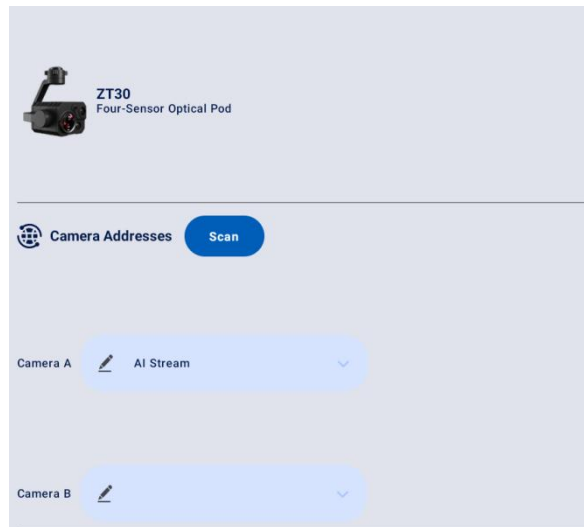 ZT30
Four-Sensor Optical Pod
Camera Addresses Scan
Camera A AI Stream
Camera B